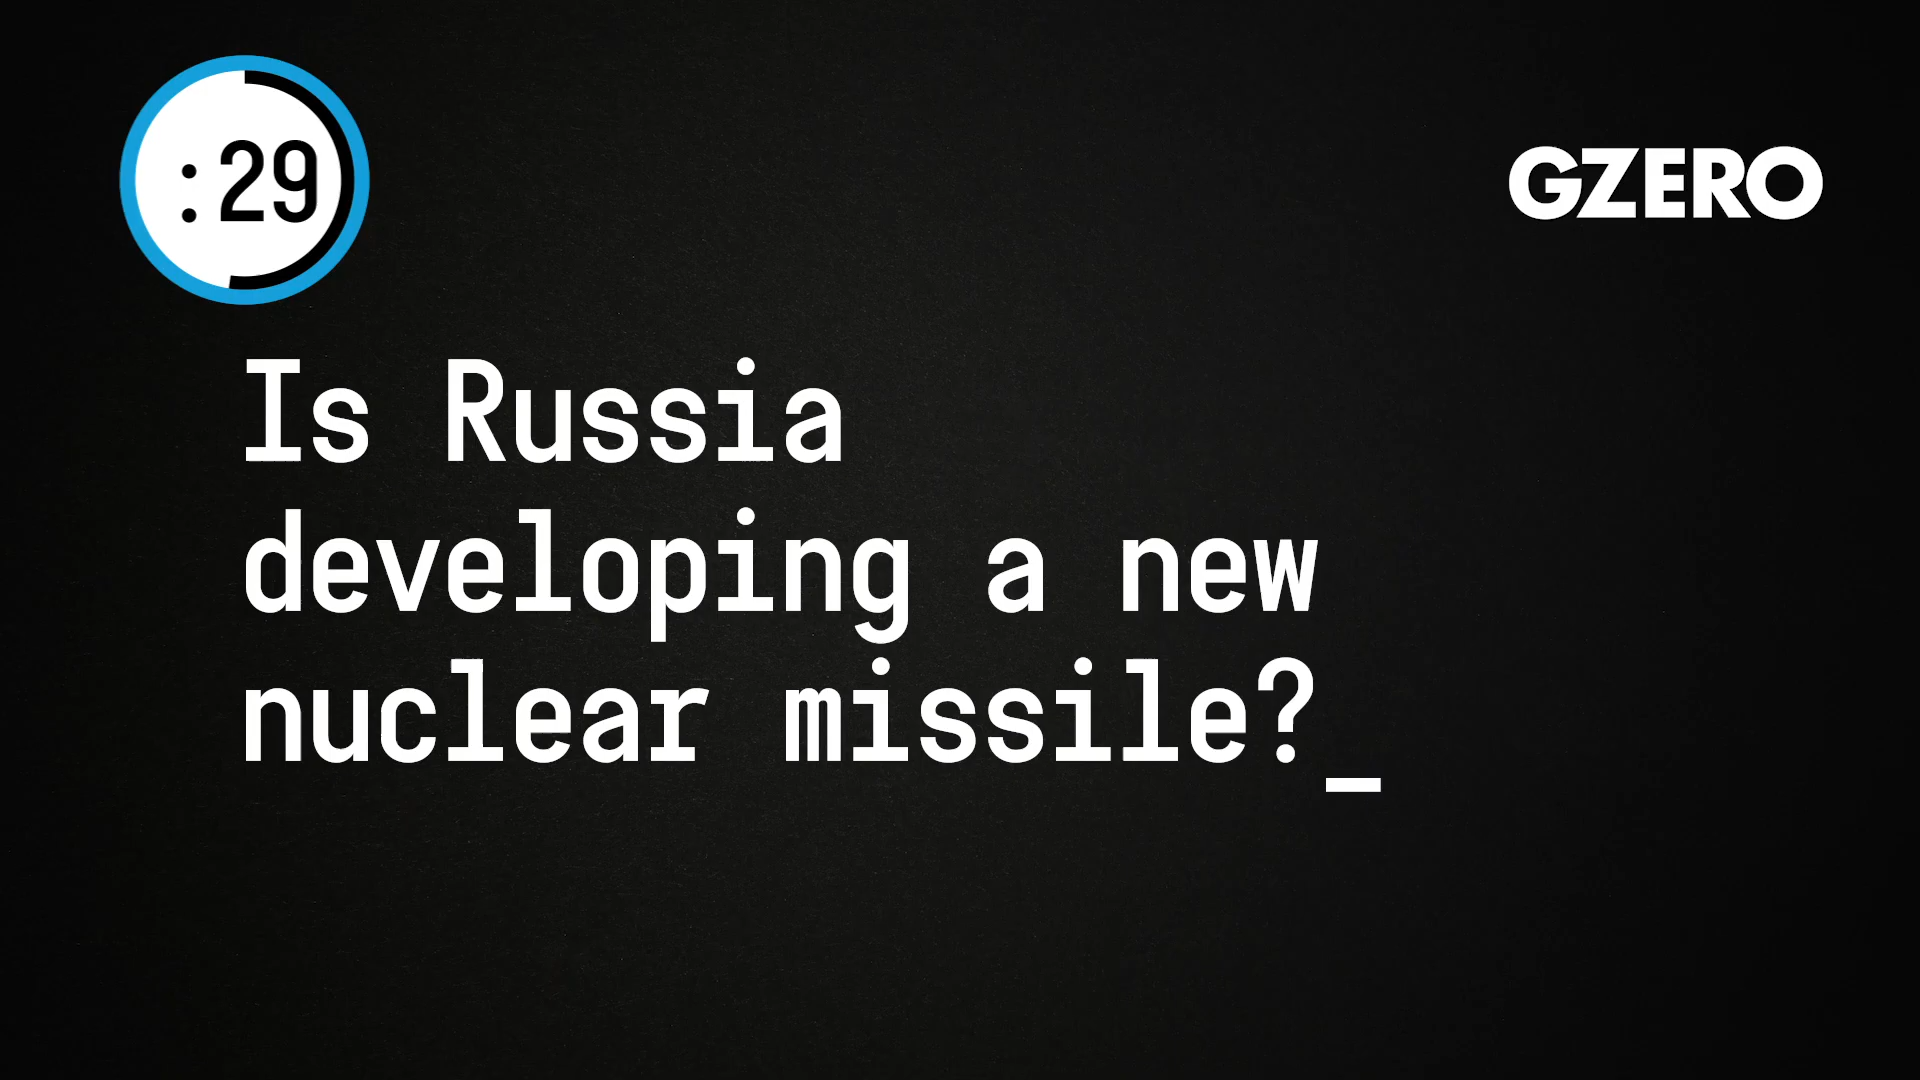 :29
GZERO
Is Russia
developing a new
nuclear missile?_